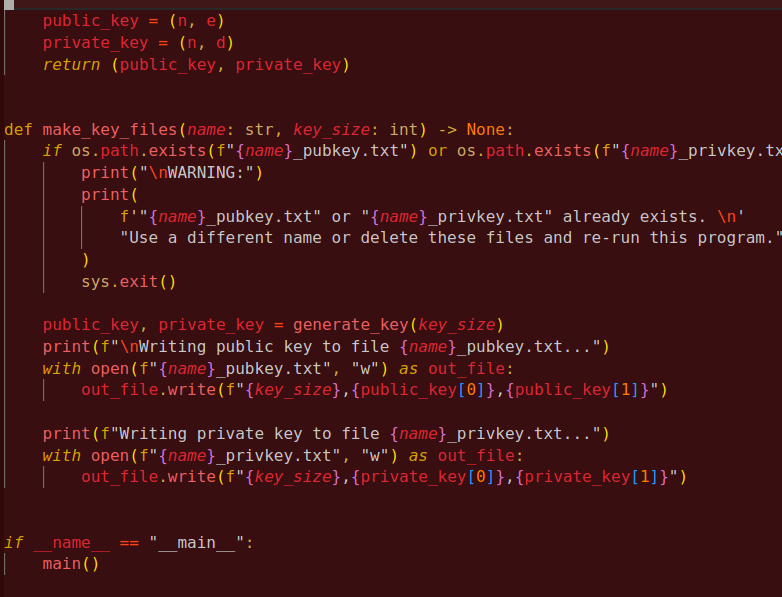 public_key = (n, e)
    private_key = (n, d)
    return (public_key, private_key)
def make_key_files(name: str, key_size: int) -> None:
    if os.path.exists(f"{name}_pubkey.txt") or os.path.exists(f"{name}_privkey.tx
        print("\nWARNING:")
        print(
            f'"{name}_pubkey.txt" or "{name}_privkey.txt" already exists. \n'
            "Use a different name or delete these files and re-run this program."
        )
        sys.exit()
    public_key, private_key = generate_key(key_size)
    print(f"\nWriting public key to file {name}_pubkey.txt...")
    with open(f"{name}_pubkey.txt", "w") as out_file:
        out_file.write(f"{key_size},{public_key[0]},{public_key[1]}")
    print(f"Writing private key to file {name}_privkey.txt...")
    with open(f"{name}_privkey.txt", "w") as out_file:
        out_file.write(f"{key_size},{private_key[0]},{private_key[1]}")
if __name__ == "__main__":
    main()